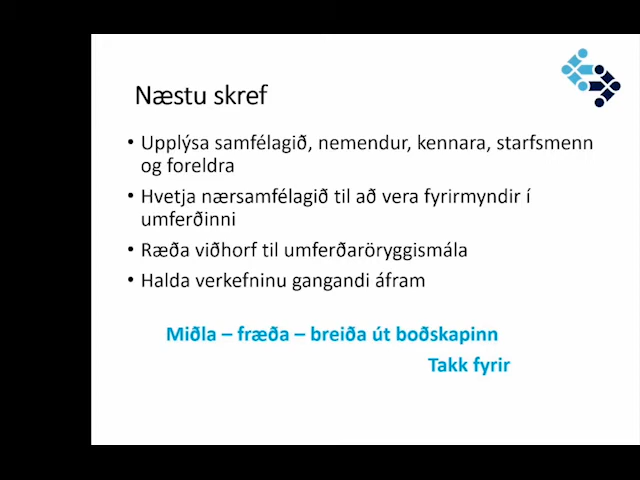 Næstu skref
• Upplýsa samfélagið, nemendur, kennara, starfsmenn
og foreldra
• Hvetja nærsamfélagið til að vera fyrirmyndir í
umferðinni
• Ræða viðhorf til umferðaröryggismála
• Halda verkefninu gangandi áfram
Miðla – fræða – breiða út boðskapinn
Takk fyrir